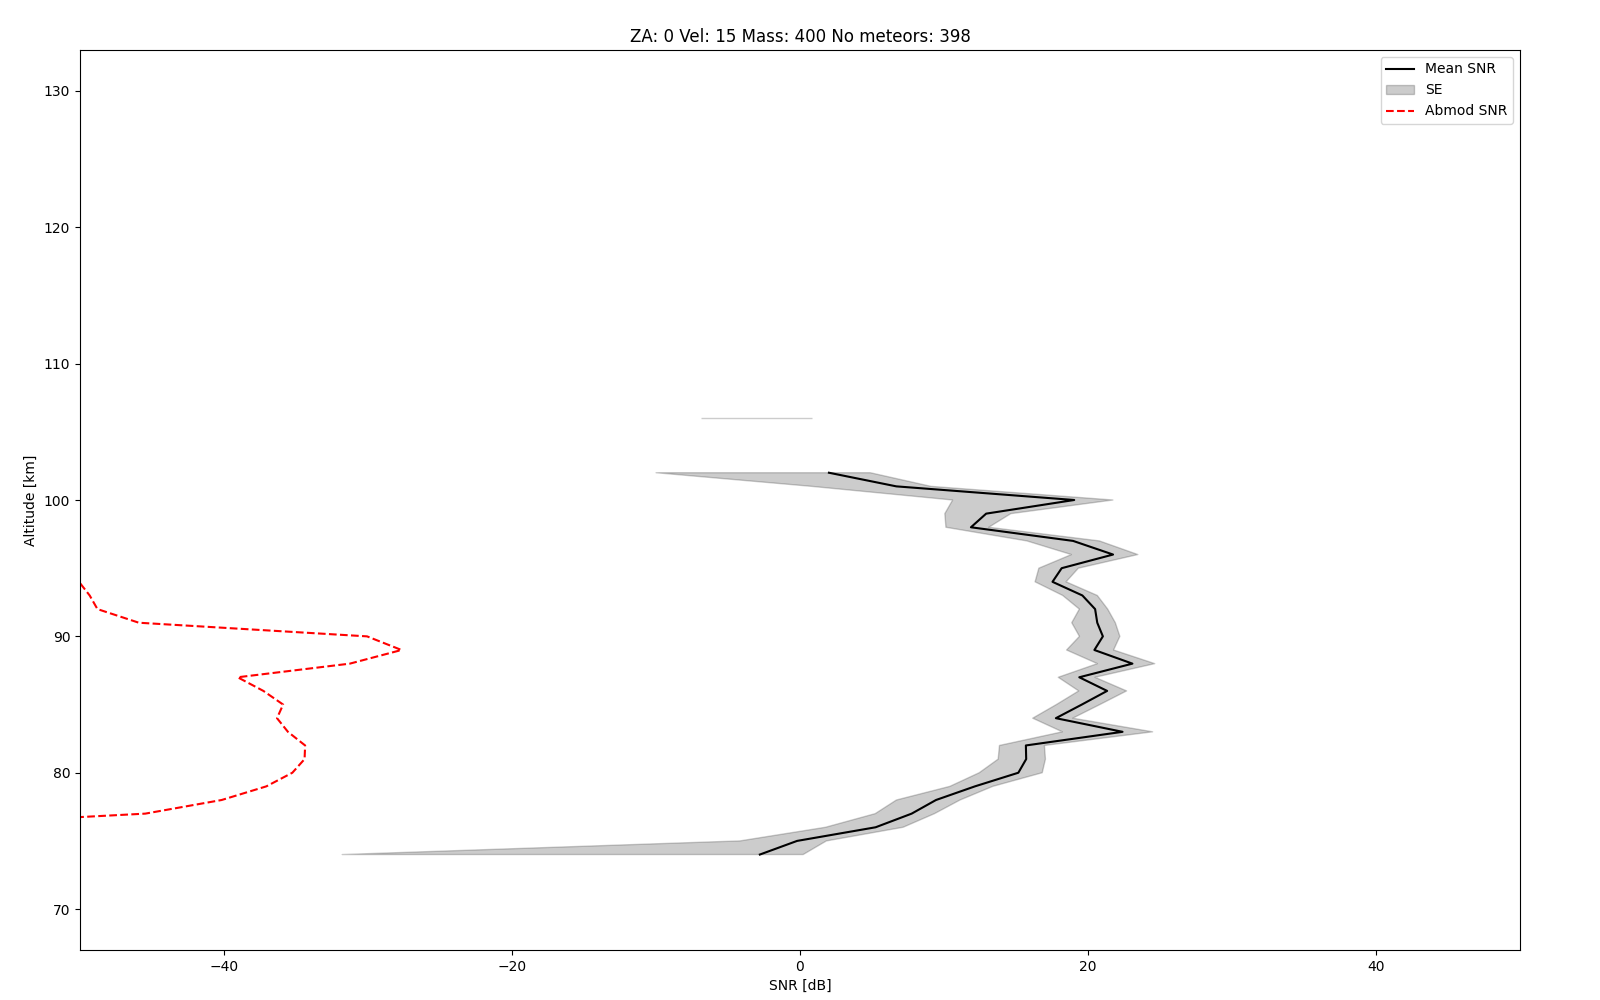 ZA: 0 Vel: 15 Mass: 400 No meteors: 398
Mean SNR
SE
Abmod SNR
130
120
110
100
90
80
70
Altitude [km]
−40 −20 0 20 40
SNR [dB]